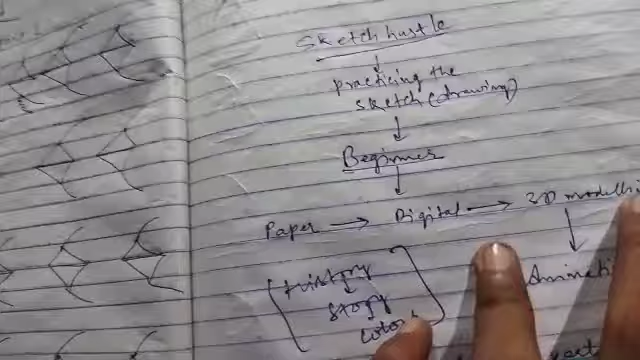 Sketch hustle
practicing the
sketch (drawing)
Beginner
Paper → Digital → 3D modelli
Animati
History
Story